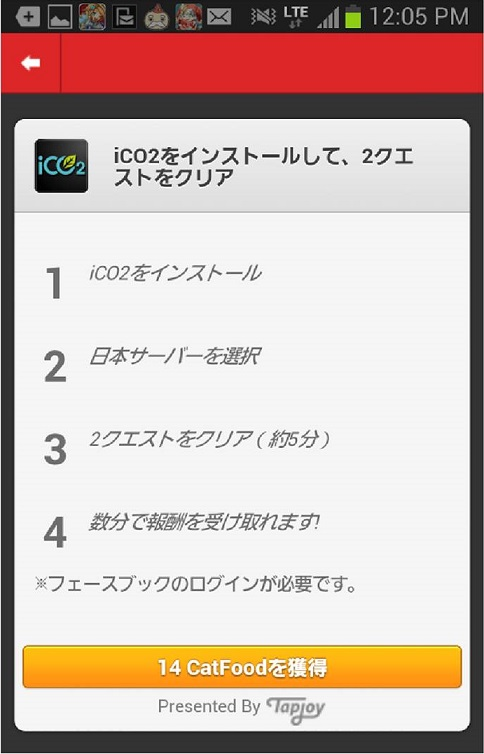 LTE 12:05 PM
iCO2
iCO2をインストールして、2クエ
ストをクリア
1 iCO2をインストール
2 日本サーバーを選択
3 2クエストをクリア ( 約5分 )
4 数分で報酬を受け取れます!
※フェースブックのログインが必要です。
14 CatFoodを獲得
Presented By Tapjoy